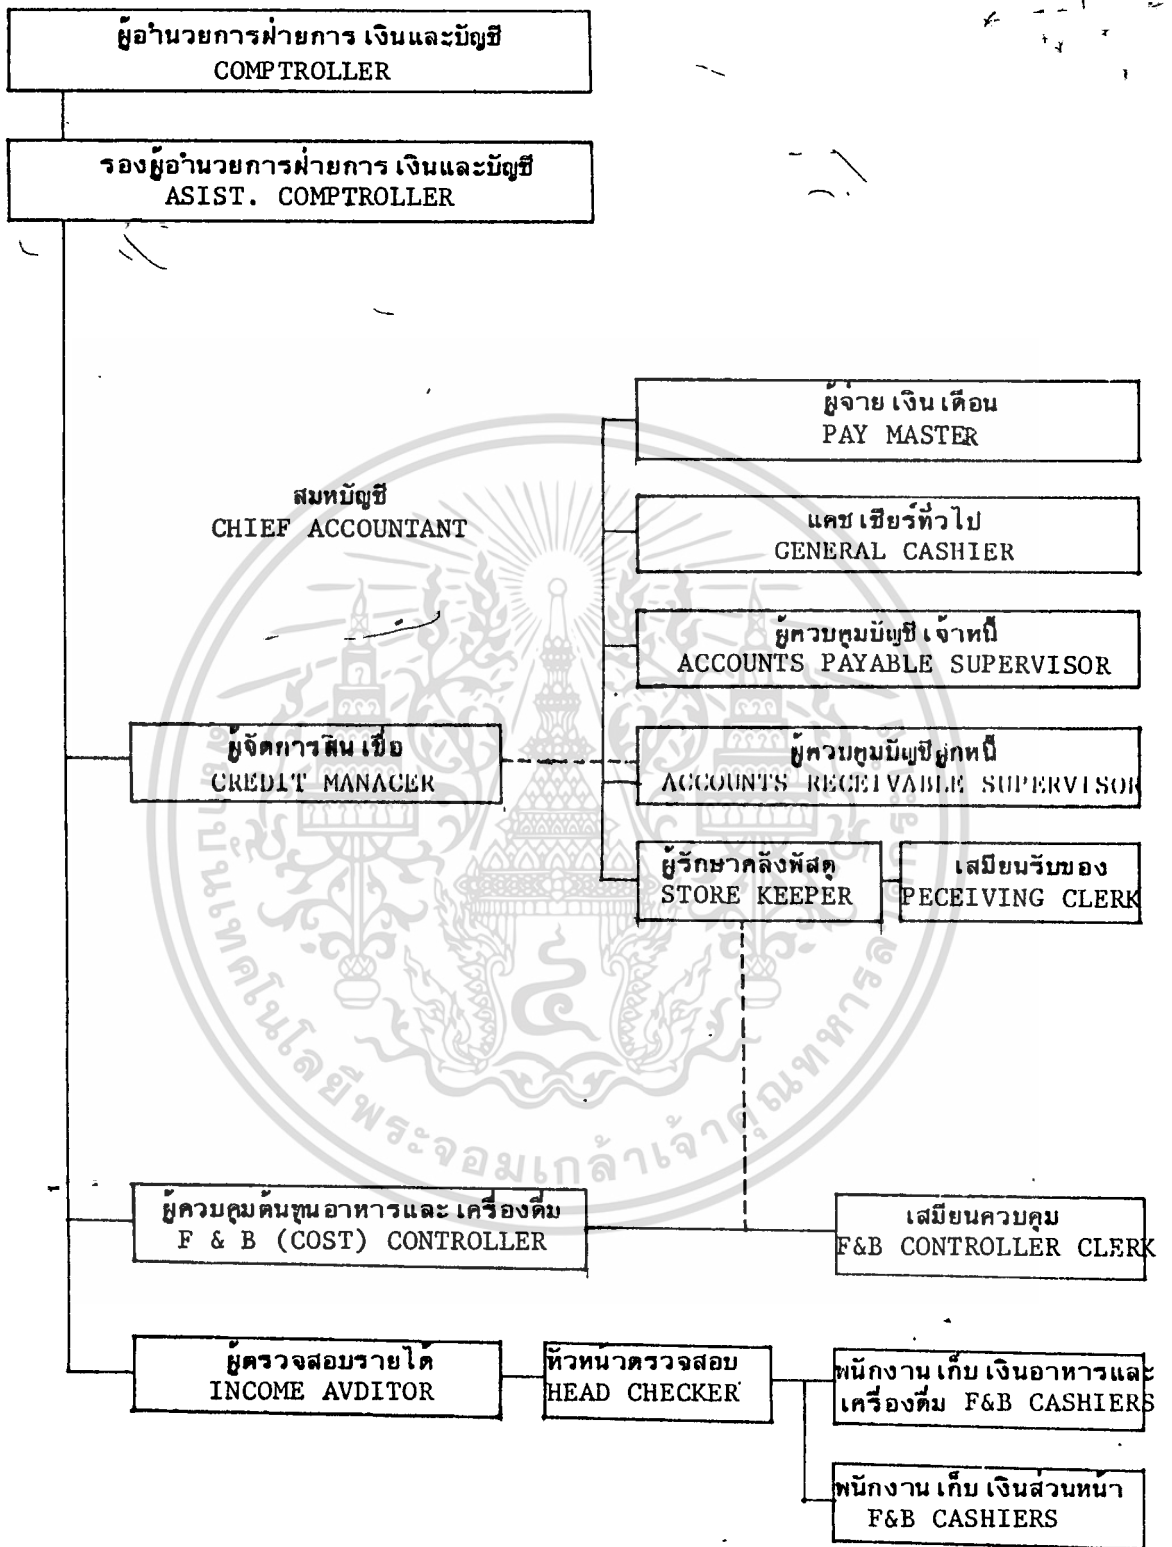 ผู้อำนวยการฝ่ายการเงินและบัญชี
COMPTROLLER
รองผู้อำนวยการฝ่ายการเงินและบัญชี
ASIST. COMPTROLLER
ผู้จ่ายเงินเดือน
PAY MASTER
สมหบัญชี
CHIEF ACCOUNTANT
แคชเชียร์ทั่วไป
GENERAL CASHIER
ผู้ควบคุมบัญชีเจ้าหนี้
ACCOUNTS PAYABLE SUPERVISOR
ผู้จัดการสินเชื่อ
CREDIT MANAGER
ผู้ควบคุมบัญชีลูกหนี้
ACCOUNTS RECEIVABLE SUPERVISOR
ผู้รักษาคลังพัสดุ
STORE KEEPER
เสมียนรับของ
PECEIVING CLERK
ผู้ควบคุมต้นทุนอาหารและเครื่องดื่ม
F & B (COST) CONTROLLER
เสมียนควบคุม
F&B CONTROLLER CLERK
ผู้ตรวจสอบรายได้
INCOME AVDITOR
หัวหน้าตรวจสอบ
HEAD CHECKER
พนักงานเก็บเงินอาหารและ
เครื่องดื่ม F&B CASHIERS
พนักงานเก็บเงินส่วนหน้า
F&B CASHIERS